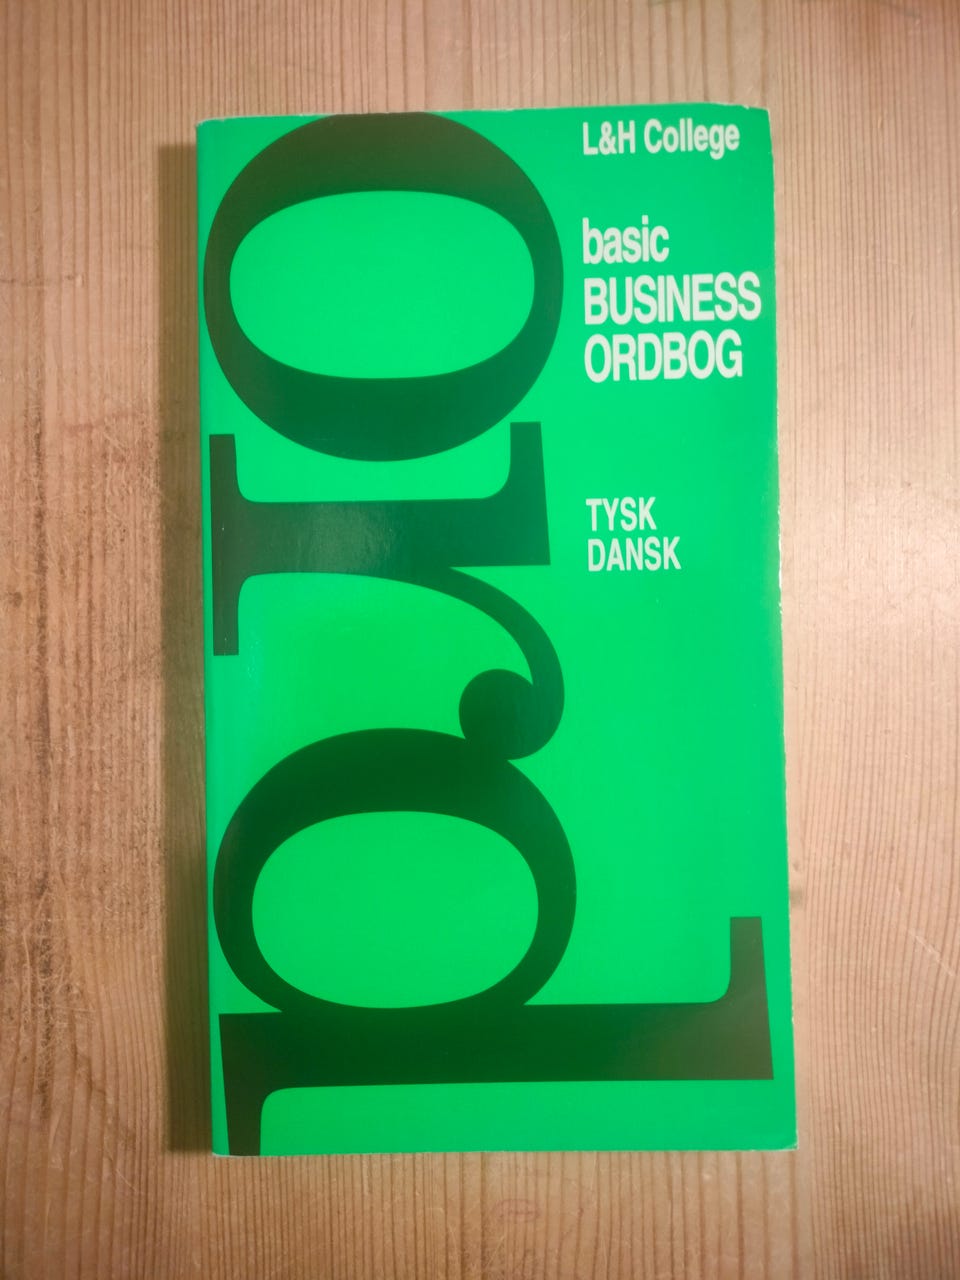 ord
L&H College
basic
BUSINESS
ORDBOG
TYSK
DANSK